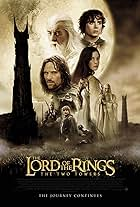 THE
LORD OF THE RINGS
THE TWO TOWERS
THE JOURNEY CONTINUES